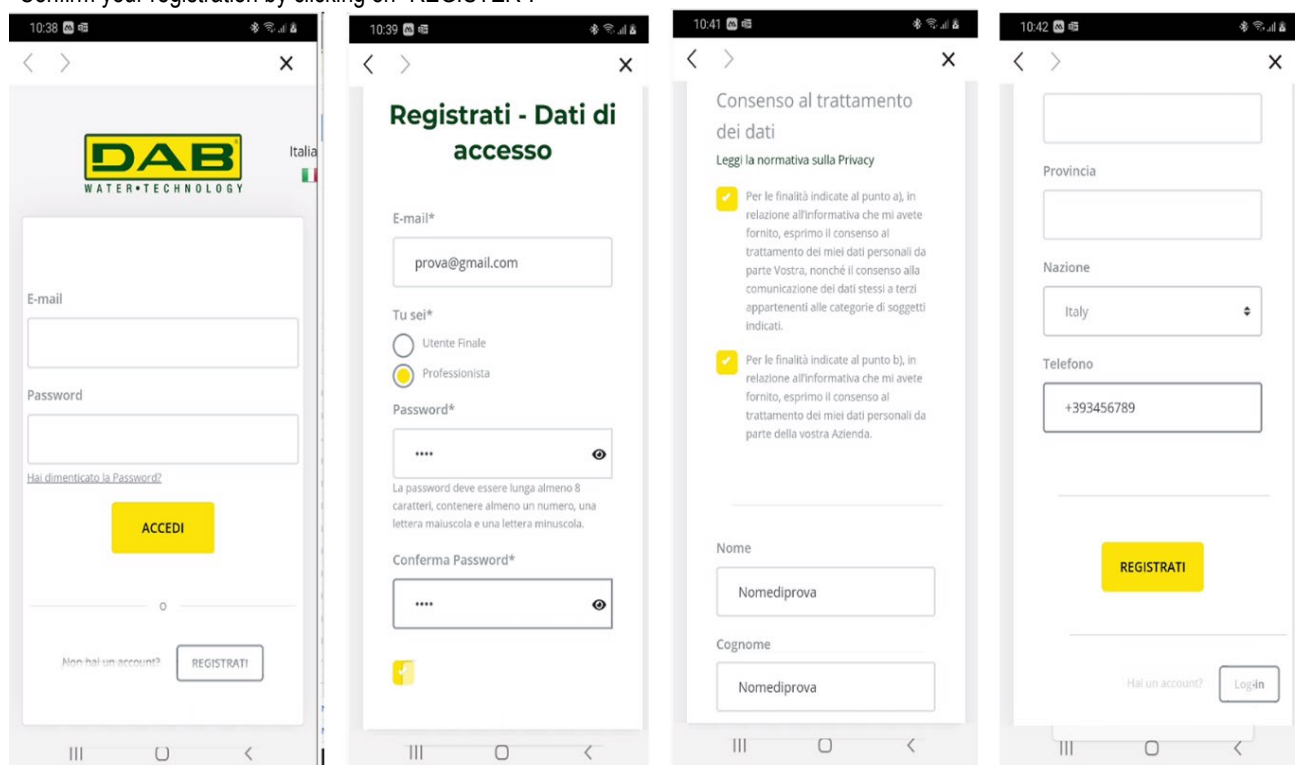 Confirm your registration by clicking on "REGISTER".
10:38
Italia
DAB
WATER•TECHNOLOGY
E-mail
Password
Hai dimenticato la Password?
ACCEDI
o
Non hai un account?
REGISTRATI
10:39
Registrati - Dati di
accesso
E-mail*
prova@gmail.com
Tu sei*
Utente Finale
Professionista
Password*
••••
La password deve essere lunga almeno 8
caratteri, contenere almeno un numero, una
lettera maiuscola e una lettera minuscola.
Conferma Password*
••••
10:41
Consenso al trattamento
dei dati
Leggi la normativa sulla Privacy
Per le finalità indicate al punto a), in
relazione all'informativa che mi avete
fornito, esprimo il consenso al
trattamento dei miei dati personali da
parte Vostra, nonché il consenso alla
comunicazione dei dati stessi a terzi
appartenenti alle categorie di soggetti
indicati.
Per le finalità indicate al punto b), in
relazione all'informativa che mi avete
fornito, esprimo il consenso al
trattamento dei miei dati personali da
parte della vostra Azienda.
Nome
Nomediprova
Cognome
Nomediprova
10:42
Provincia
Nazione
Italy
Telefono
+393456789
REGISTRATI
Hai un account?
Log-in